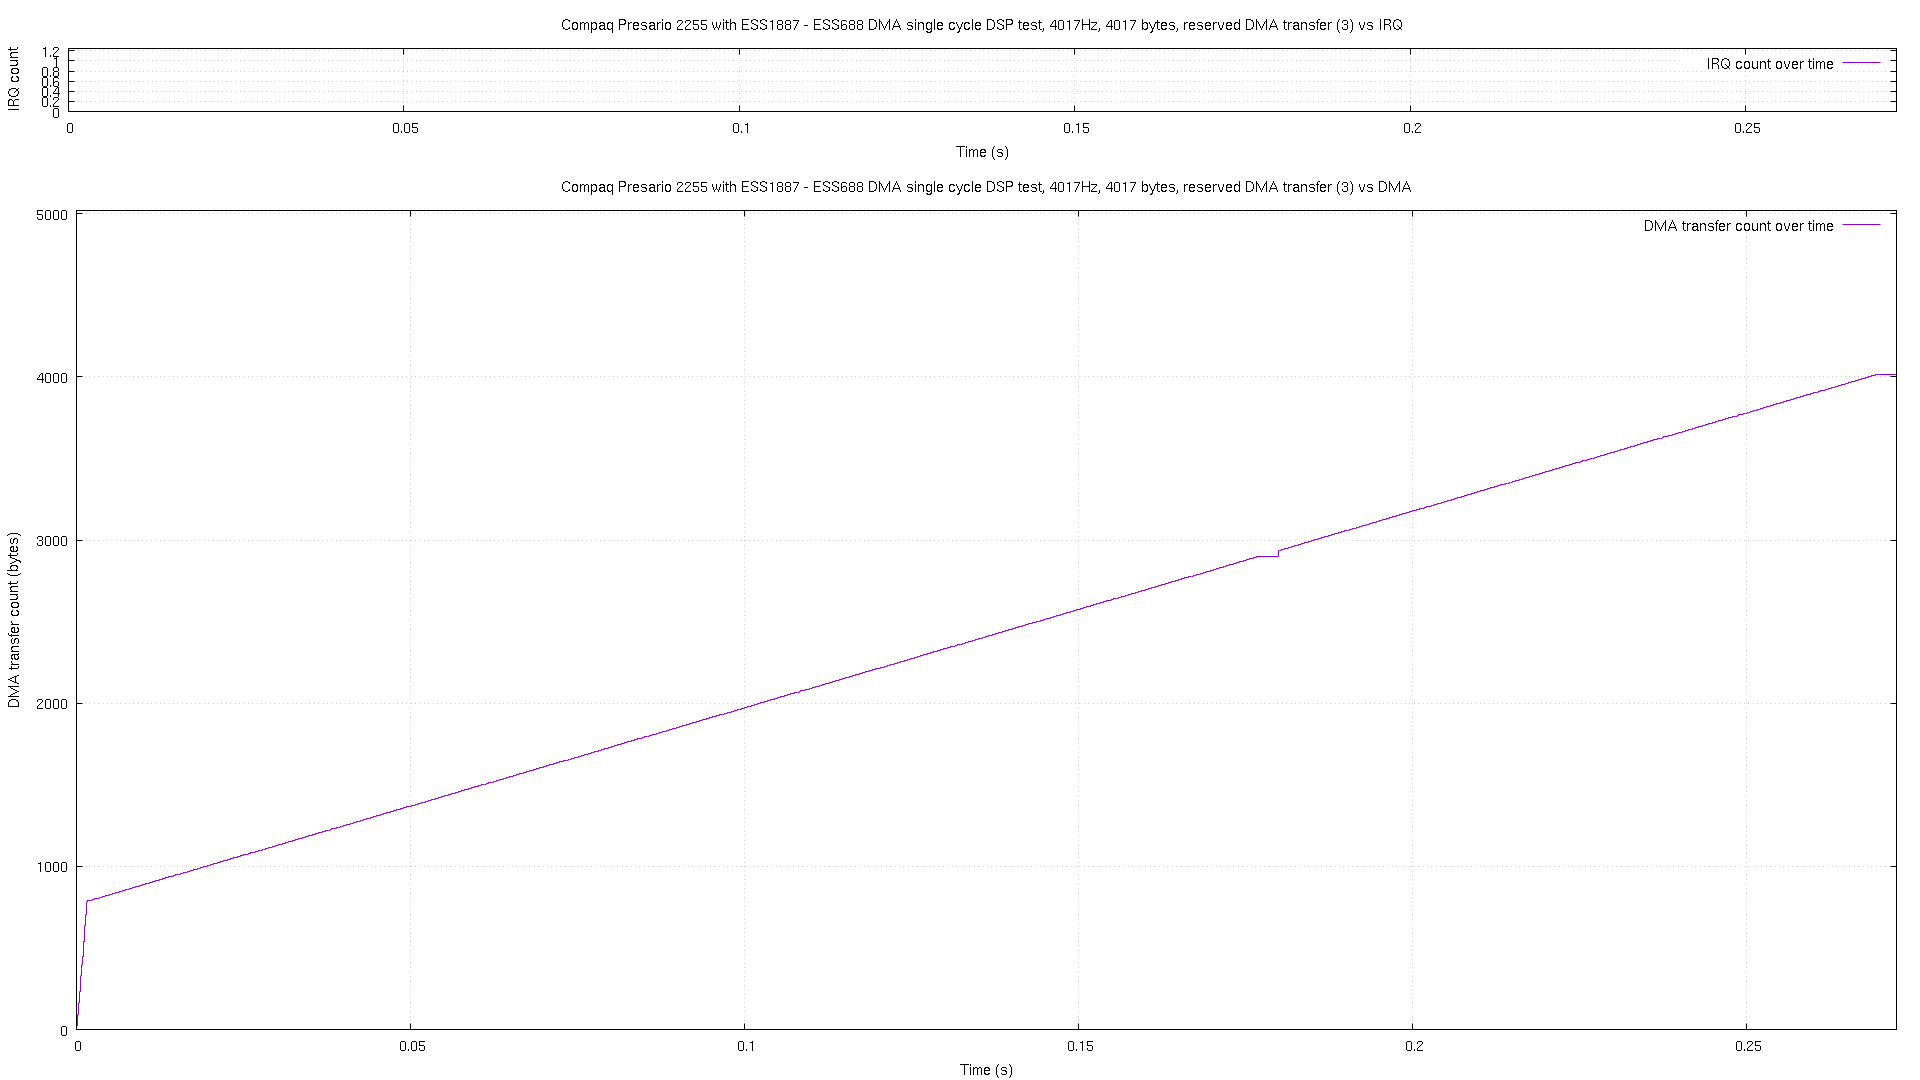 Compaq Presario 2255 with ESS1887 - ESS688 DMA single cycle DSP test, 4017Hz, 4017 bytes, reserved DMA transfer (3) vs IRQ
IRQ count
1.2
1
0.8
0.6
0.4
0.2
0
IRQ count over time
0 0.05 0.1 0.15 0.2 0.25
Time (s)
Compaq Presario 2255 with ESS1887 - ESS688 DMA single cycle DSP test, 4017Hz, 4017 bytes, reserved DMA transfer (3) vs DMA
DMA transfer count (bytes)
5000
4000
3000
2000
1000
0
DMA transfer count over time
0 0.05 0.1 0.15 0.2 0.25
Time (s)